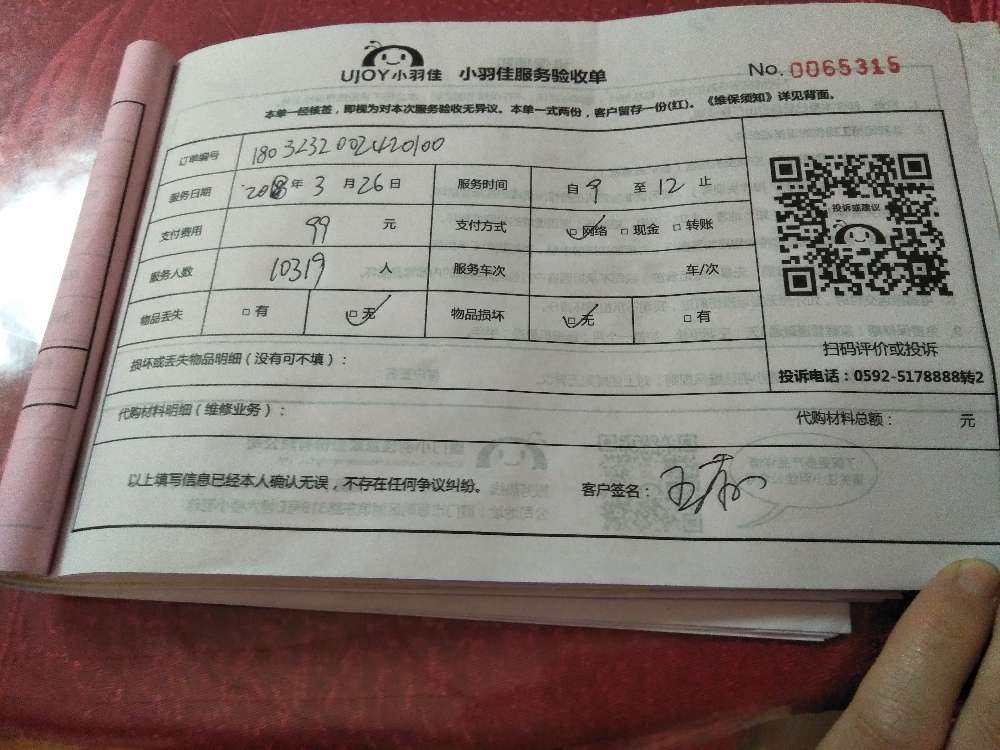 UJOY小羽佳 小羽佳服务验收单 No. 0065315
本单一经核签，即视为对本次服务验收无异议。本单一式两份，客户留存一份(红)。《维保须知》详见背面。
订单编号 1803232002420100
服务日期 2018年3月26日 服务时间 自9至12止
支付费用 99 元 支付方式 □网络 □现金 □转账
服务人数 10319 人 服务车次 车/次
物品丢失 □有 □无 物品损坏 □无 □有
投诉或建议
扫码评价或投诉
投诉电话：0592-5178888转2
损坏或丢失物品明细（没有可不填）：
代购材料明细（维修业务）： 代购材料总额： 元
以上填写信息已经本人确认无误，不存在任何争议纠纷。 客户签名：